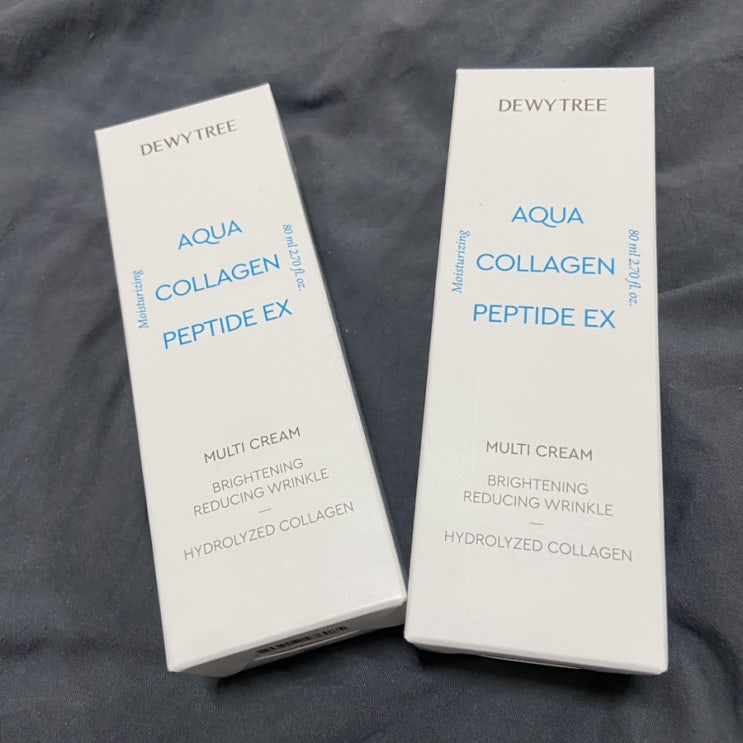 DEWYTREE
AQUA
COLLAGEN
PEPTIDE EX
Moisturizing
80 ml 2.70 fl. oz.
MULTI CREAM
BRIGHTENING
REDUCING WRINKLE
—
HYDROLYZED COLLAGEN
DEWYTREE
AQUA
COLLAGEN
PEPTIDE EX
Moisturizing
80 ml 2.70 fl. oz.
MULTI CREAM
BRIGHTENING
REDUCING WRINKLE
—
HYDROLYZED COLLAGEN